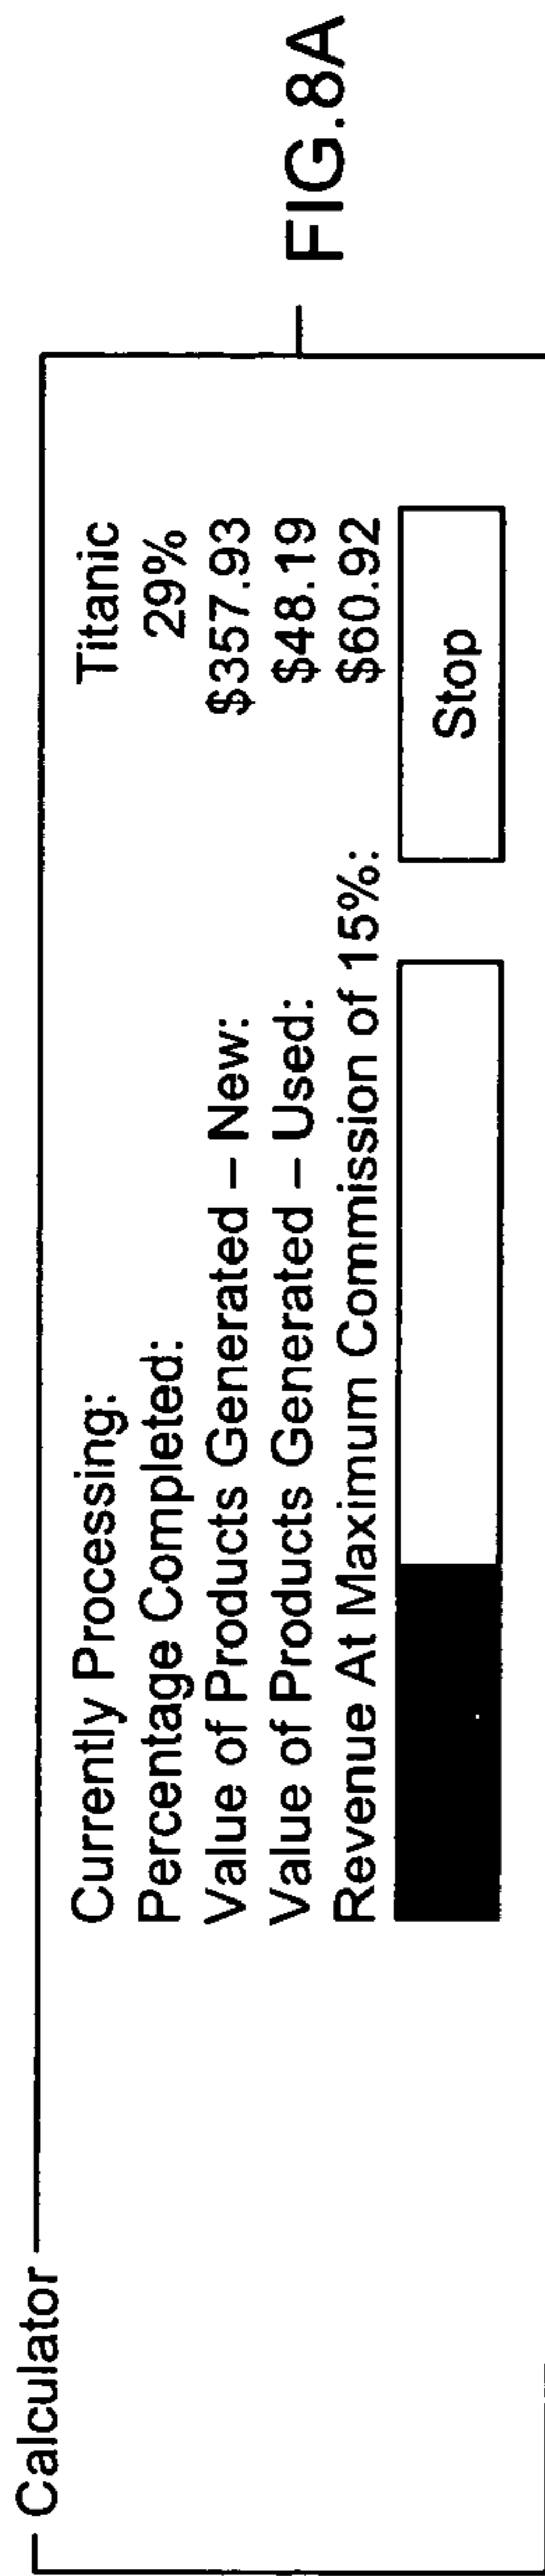 Calculator
Currently Processing: Titanic
Percentage Completed: 29%
Value of Products Generated – New: $357.93
Value of Products Generated – Used: $48.19
Revenue At Maximum Commission of 15%: $60.92
Stop
FIG.8A